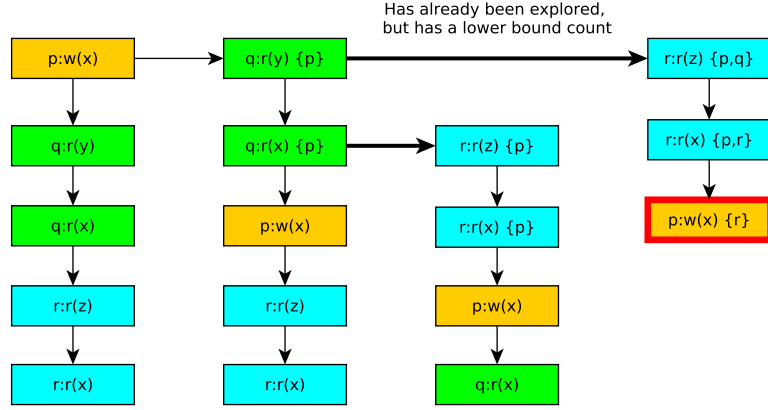 Has already been explored,
but has a lower bound count
p:w(x)
q:r(y) {p}
r:r(z) {p,q}
q:r(y)
q:r(x) {p}
r:r(z) {p}
r:r(x) {p,r}
q:r(x)
p:w(x)
r:r(x) {p}
p:w(x) {r}
r:r(z)
r:r(z)
p:w(x)
r:r(x)
r:r(x)
q:r(x)